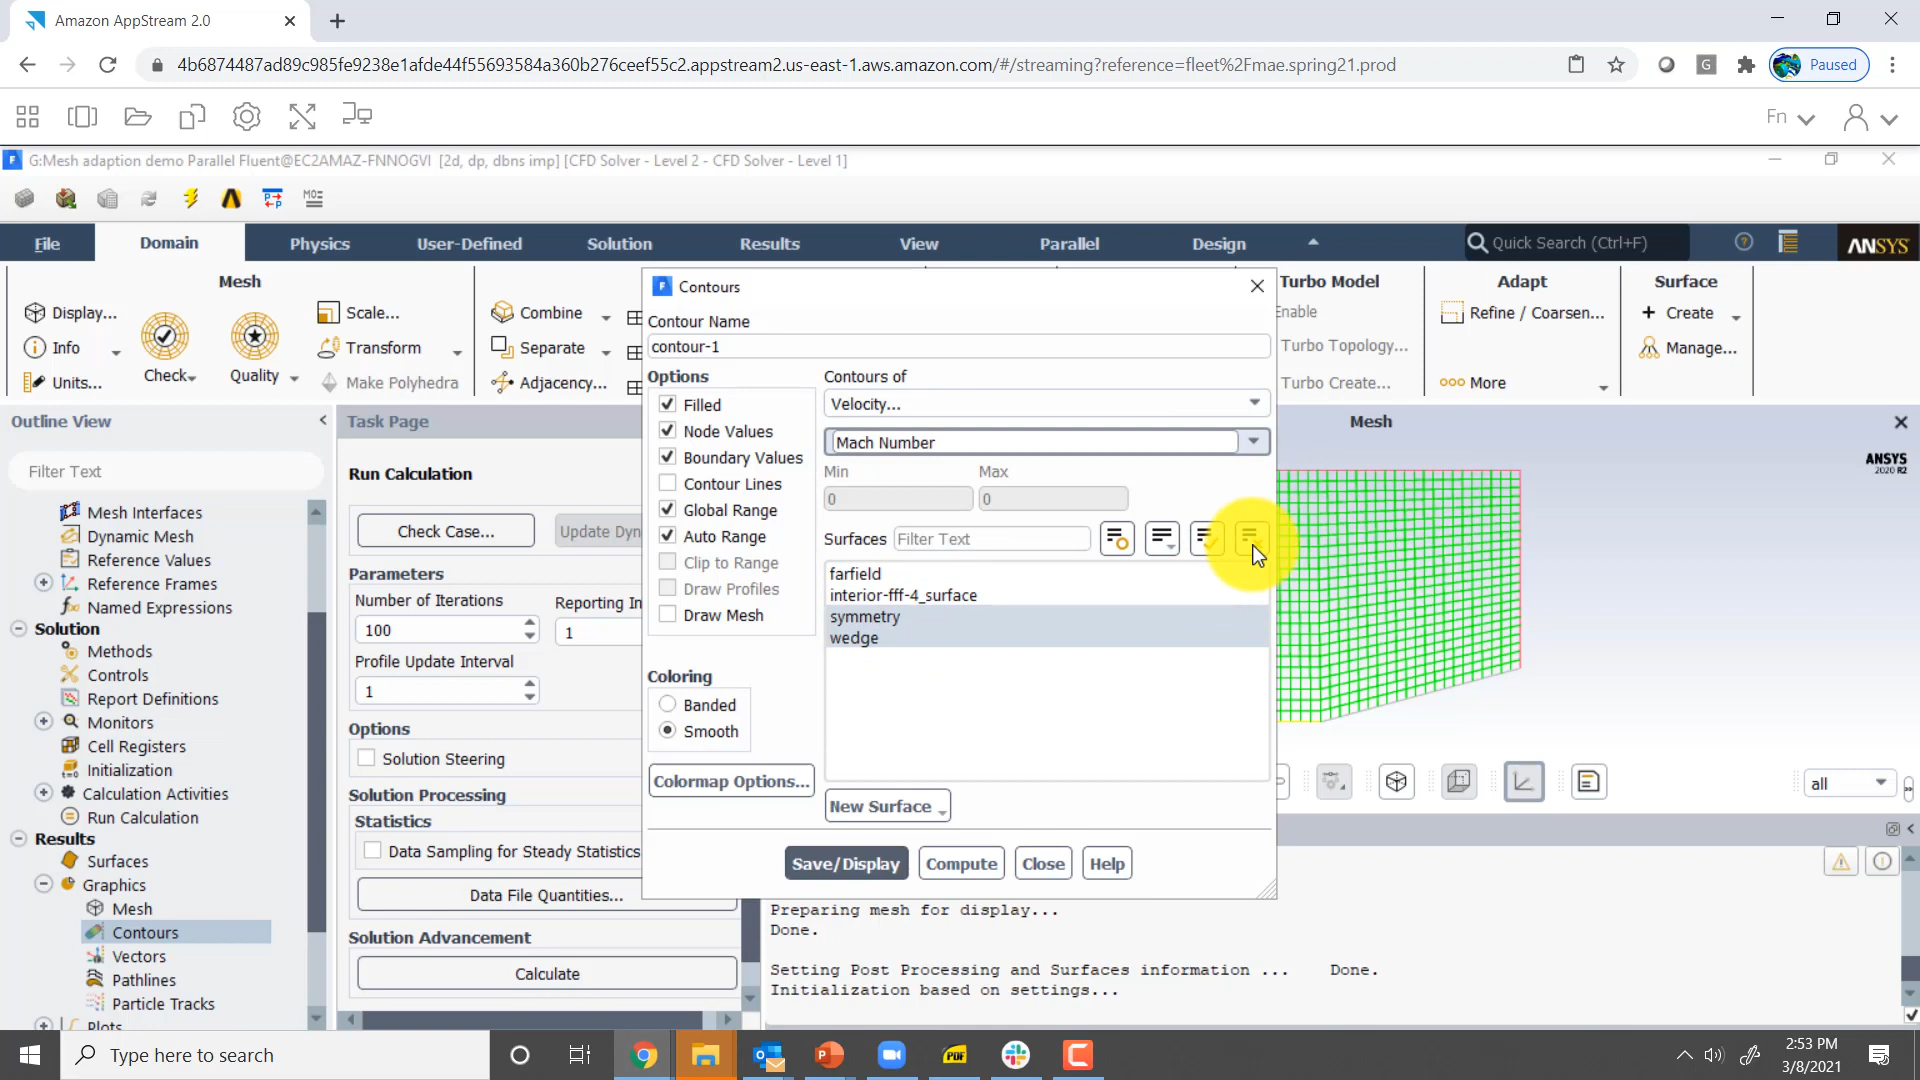 Amazon AppStream 2.0
4b6874487ad89c985fe9238e1afde44f55693584a360b276ceef55c2.appstream2.us-east-1.aws.amazon.com/#/streaming?reference=fleet%2Fmae.spring21.prod
G
Paused
Fn
F G:Mesh adaption demo Parallel Fluent@EC2AMAZ-FNNOGVI [2d, dp, dbns imp] [CFD Solver - Level 2 - CFD Solver - Level 1]
File
Domain
Physics
User-Defined
Solution
Results
View
Parallel
Design
Quick Search (Ctrl+F)
ANSYS
Mesh
Display...
Info
Units...
Check
Quality
Scale...
Transform
Make Polyhedra
Combine
Separate
Adjacency...
Turbo Model
Enable
Turbo Topology...
Turbo Create...
Adapt
Refine / Coarsen...
More
Surface
Create
Manage...
Outline View
Filter Text
Mesh Interfaces
Dynamic Mesh
Reference Values
Reference Frames
Named Expressions
Solution
Methods
Controls
Report Definitions
Monitors
Cell Registers
Initialization
Calculation Activities
Run Calculation
Results
Surfaces
Graphics
Mesh
Contours
Vectors
Pathlines
Particle Tracks
Plots
Task Page
Run Calculation
Check Case...
Update Dyn
Parameters
Number of Iterations
100
Reporting In
1
Profile Update Interval
1
Options
Solution Steering
Solution Processing
Statistics
Data Sampling for Steady Statistics
Data File Quantities...
Solution Advancement
Calculate
Contours
Contour Name
contour-1
Options
Filled
Node Values
Boundary Values
Contour Lines
Global Range
Auto Range
Clip to Range
Draw Profiles
Draw Mesh
Coloring
Banded
Smooth
Colormap Options...
Contours of
Velocity...
Mach Number
Min
Max
0
0
Surfaces
Filter Text
farfield
interior-fff-4_surface
symmetry
wedge
New Surface
Save/Display
Compute
Close
Help
Mesh
ANSYS
2020 R2
all
Preparing mesh for display...
Done.
Setting Post Processing and Surfaces information ... Done.
Initialization based on settings...
Type here to search
PDF
2:53 PM
3/8/2021